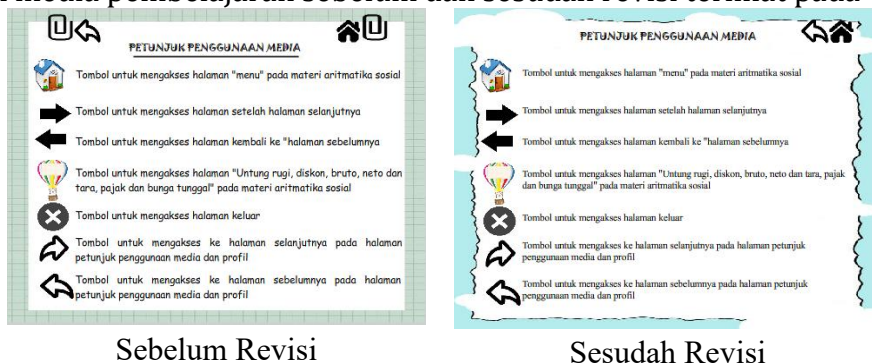 media pembelajaran sebelum dan sesudah revisi terlihat pada
PETUNJUK PENGGUNAAN MEDIA
Tombol untuk mengakses halaman "menu" pada materi aritmatika sosial
Tombol untuk mengakses halaman setelah halaman selanjutnya
Tombol untuk mengakses halaman kembali ke "halaman sebelumnya
Tombol untuk mengakses halaman "Untung rugi, diskon, bruto, neto dan
tara, pajak dan bunga tunggal" pada materi aritmatika sosial
Tombol untuk mengakses halaman keluar
Tombol untuk mengakses ke halaman selanjutnya pada halaman
petunjuk penggunaan media dan profil
Tombol untuk mengakses ke halaman sebelumnya pada halaman
petunjuk penggunaan media dan profil
Sebelum Revisi
PETUNJUK PENGGUNAAN MEDIA
Tombol untuk mengakses halaman "menu" pada materi aritmatika sosial
Tombol untuk mengakses halaman setelah halaman selanjutnya
Tombol untuk mengakses halaman kembali ke "halaman sebelumnya
Tombol untuk mengakses halaman "Untung rugi, diskon, bruto, neto dan tara, pajak
dan bunga tunggal" pada materi aritmatika sosial
Tombol untuk mengakses halaman keluar
Tombol untuk mengakses ke halaman selanjutnya pada halaman petunjuk
penggunaan media dan profil
Tombol untuk mengakses ke halaman sebelumnya pada halaman petunjuk
penggunaan media dan profil
Sesudah Revisi